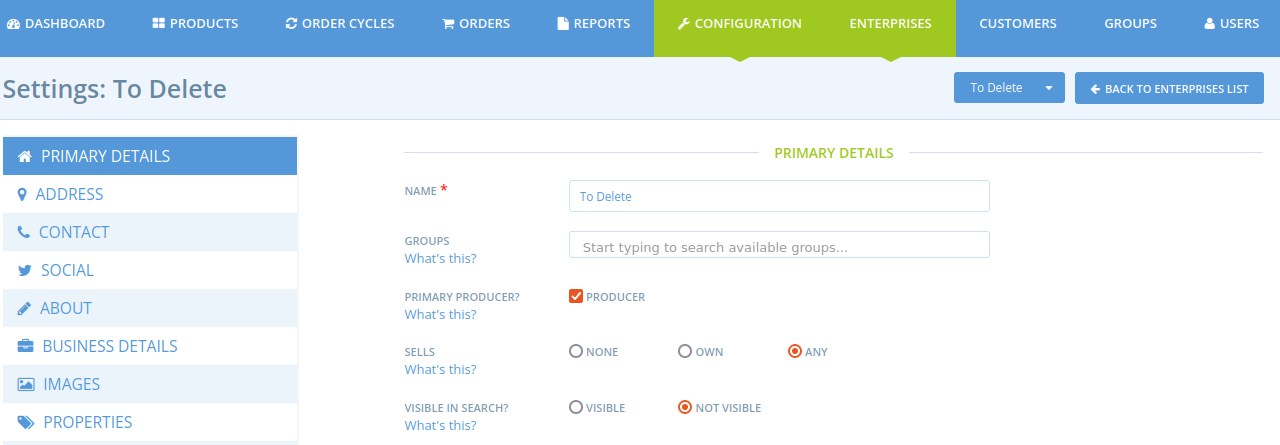 DASHBOARD PRODUCTS ORDER CYCLES ORDERS REPORTS CONFIGURATION ENTERPRISES CUSTOMERS GROUPS USERS
Settings: To Delete
To Delete
BACK TO ENTERPRISES LIST
PRIMARY DETAILS
ADDRESS
CONTACT
SOCIAL
ABOUT
BUSINESS DETAILS
IMAGES
PROPERTIES
PRIMARY DETAILS
NAME *
To Delete
GROUPS
What's this?
Start typing to search available groups...
PRIMARY PRODUCER?
What's this?
PRODUCER
SELLS
What's this?
NONE OWN ANY
VISIBLE IN SEARCH?
What's this?
VISIBLE NOT VISIBLE